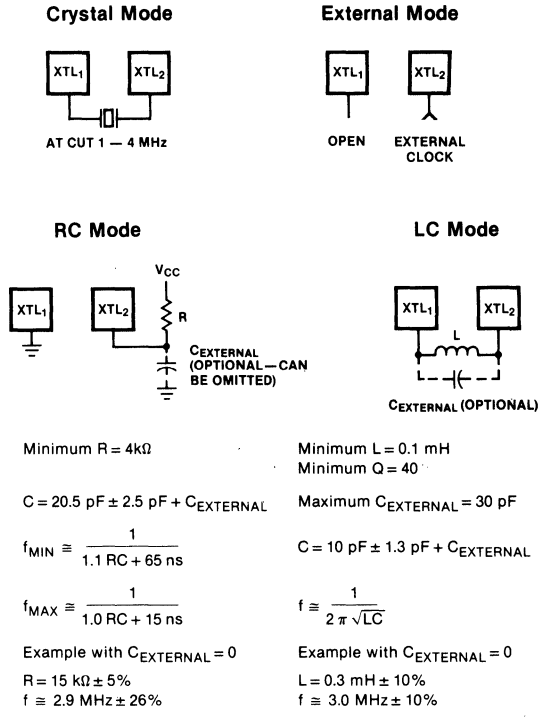 Crystal Mode
XTL1
XTL2
AT CUT 1 — 4 MHz
External Mode
XTL1
XTL2
OPEN
EXTERNAL
CLOCK
RC Mode
XTL1
XTL2
VCC
R
CEXTERNAL
(OPTIONAL—CAN
BE OMITTED)
LC Mode
XTL1
XTL2
L
CEXTERNAL (OPTIONAL)
Minimum R = 4kΩ
C = 20.5 pF ± 2.5 pF + CEXTERNAL
fMIN ≅ 1
1.1 RC + 65 ns
fMAX ≅ 1
1.0 RC + 15 ns
Example with CEXTERNAL = 0
R = 15 kΩ ± 5%
f ≅ 2.9 MHz ± 26%
Minimum L = 0.1 mH
Minimum Q = 40
Maximum CEXTERNAL = 30 pF
C = 10 pF ± 1.3 pF + CEXTERNAL
f ≅ 1
2 π √LC
Example with CEXTERNAL = 0
L = 0.3 mH ± 10%
f ≅ 3.0 MHz ± 10%